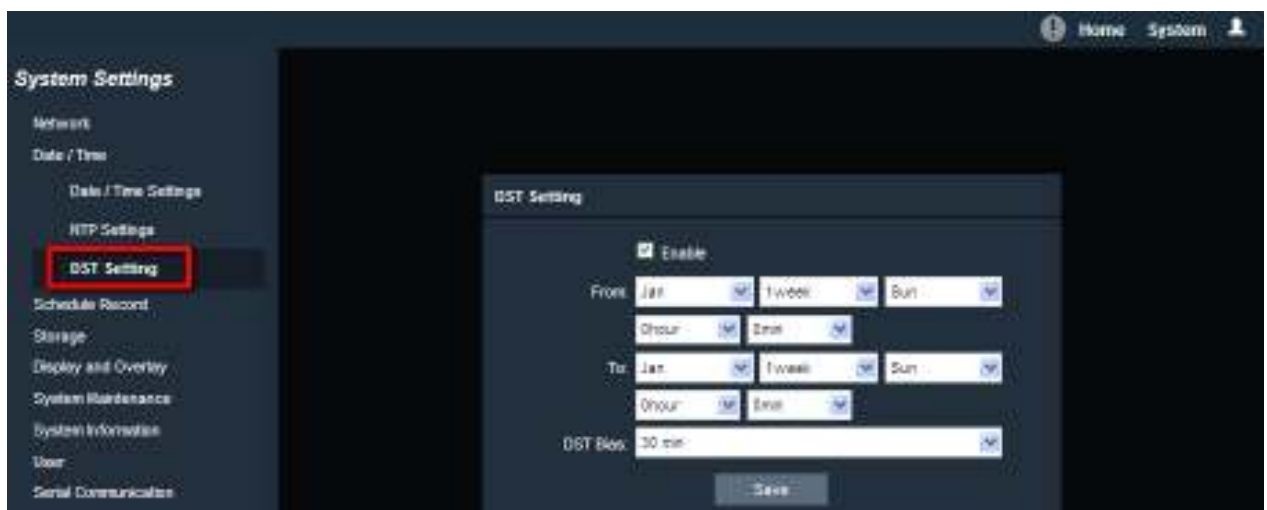 Home System
System Settings
Network
Date / Time
Date / Time Settings
NTP Settings
DST Setting
Schedule Record
Storage
Display and Overlay
System Maintenance
System Information
User
Serial Communication
DST Setting
Enable
From: Jan 1week Sun
0hour 0min
To: Jan 1week Sun
0hour 0min
DST Bias: 30 min
Save